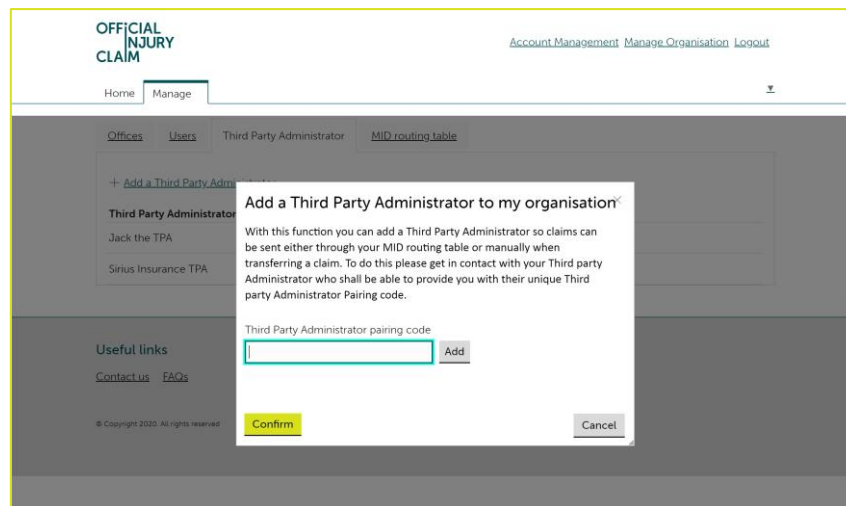 OFFiCIAL
NJURY
CLAIM
Account Management Manage Organisation Logout
Home Manage
Offices Users Third Party Administrator MID routing table
+ Add a Third Party
Third Party Administrator
Jack the TPA
Sirius Insurance TPA
Add a Third Party Administrator to my organisation
With this function you can add a Third Party Administrator so claims can
be sent either through your MID routing table or manually when
transferring a claim. To do this please get in contact with your Third party
Administrator who shall be able to provide you with their unique Third
party Administrator Pairing code.
Third Party Administrator pairing code
Add
Confirm Cancel
Useful links
Contact us FAQs
© Copyright 2020. All rights reserved